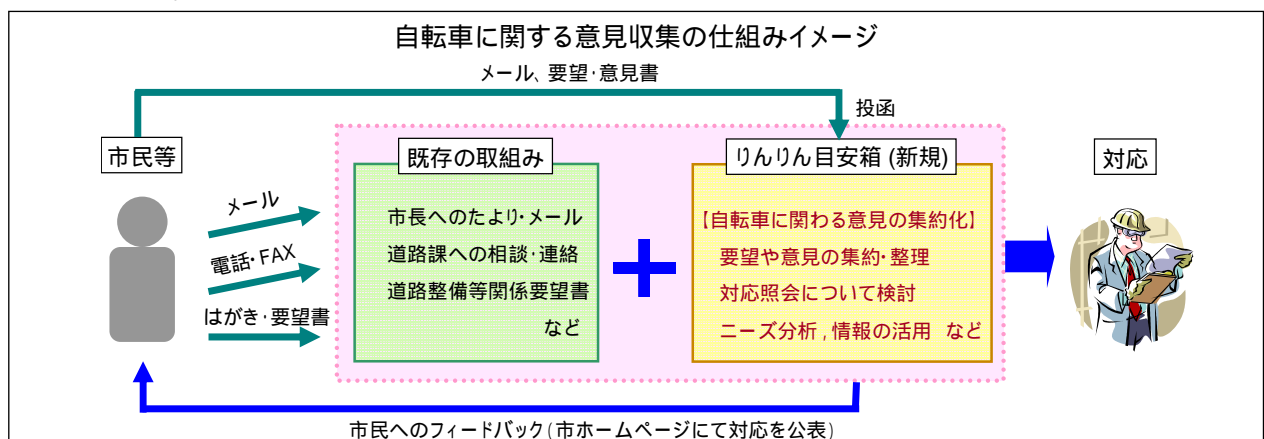 自転車に関する意見収集の仕組みイメージ
メール、要望・意見書
投函
市民等
既存の取組み
りんりん目安箱(新規)
対応
メール
電話・FAX
はがき・要望書
市長へのたより・メール
道路課への相談・連絡
道路整備等関係要望書
など
【自転車に関わる意見の集約化】
要望や意見の集約・整理
対応照会について検討
ニーズ分析,情報の活用 など
市民へのフィードバック(市ホームページにて対応を公表)